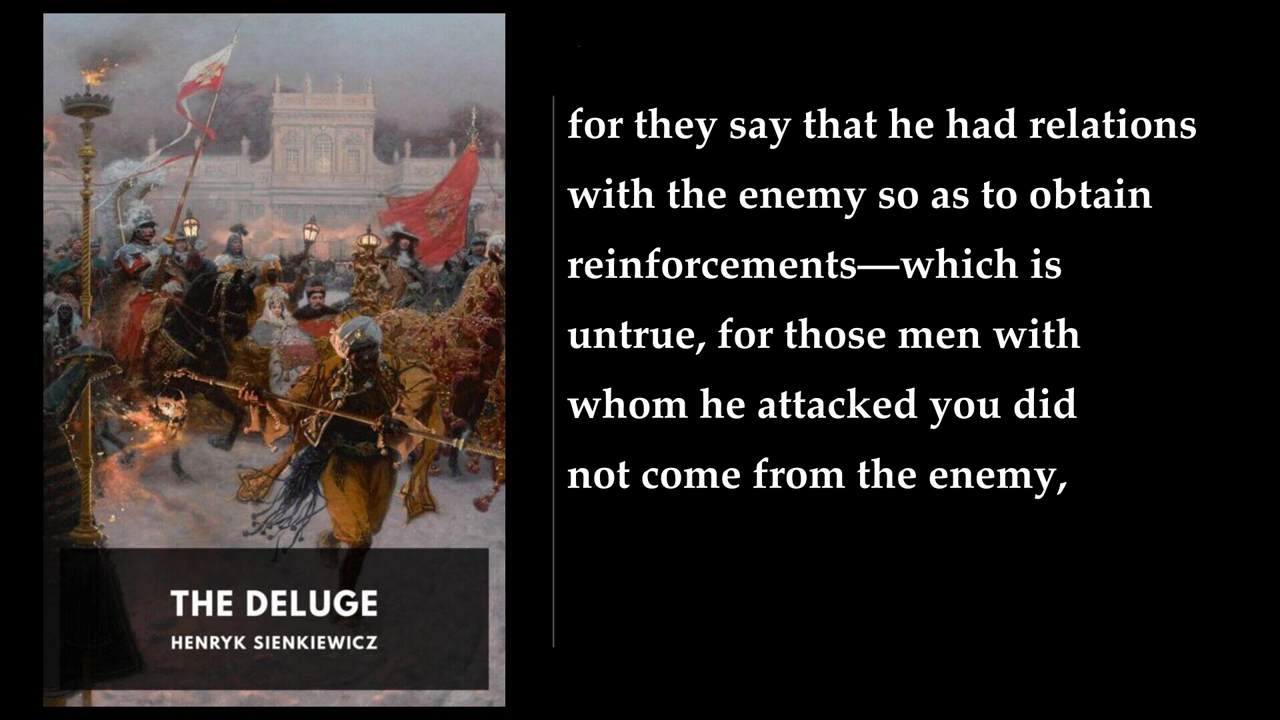 for they say that he had relations
with the enemy so as to obtain
reinforcements—which is
untrue, for those men with
whom he attacked you did
not come from the enemy,
THE DELUGE
HENRYK SIENKIEWICZ